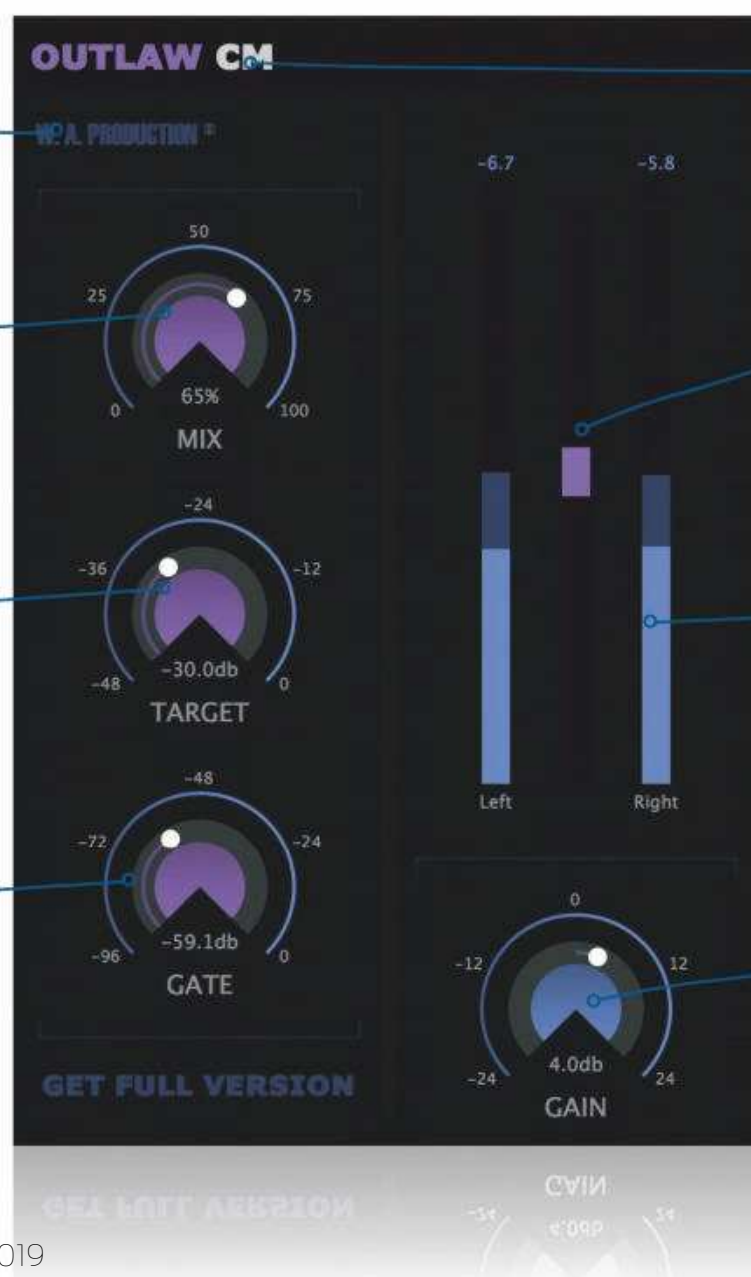 OUTLAW CM
W. A. PRODUCTION ®
50
25 75
0 65% 100
MIX
-24
-36 -12
-48 -30.0db 0
TARGET
-48
-72 -24
-96 -59.1db 0
GATE
GET FULL VERSION
-6.7 -5.8
Left Right
0
-12 12
-24 4.0db 24
GAIN
019